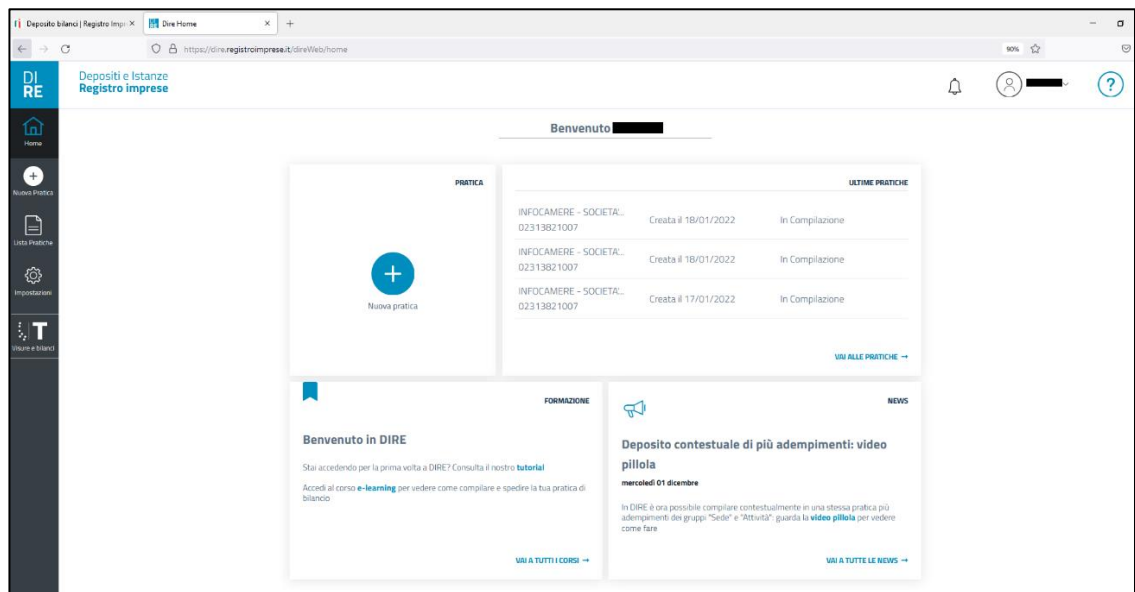 Deposito bilanci | Registro Impr
Dire Home
https://dire.registroimprese.it/direWeb/home
90%
DI
RE
Depositi e Istanze
Registro imprese
?
Home
Nuova Pratica
Lista Pratiche
Impostazioni
T
Visure e bilanci
Benvenuto
PRATICA
Nuova pratica
ULTIME PRATICHE
INFOCAMERE - SOCIETA'... Creata il 18/01/2022 In Compilazione
02313821007
INFOCAMERE - SOCIETA'... Creata il 18/01/2022 In Compilazione
02313821007
INFOCAMERE - SOCIETA'... Creata il 17/01/2022 In Compilazione
02313821007
VAI ALLE PRATICHE →
FORMAZIONE
Benvenuto in DIRE
Stai accedendo per la prima volta a DIRE? Consulta il nostro tutorial
Accedi al corso e-learning per vedere come compilare e spedire la tua pratica di
bilancio
VAI A TUTTI I CORSI →
NEWS
Deposito contestuale di più adempimenti: video
pillola
mercoledì 01 dicembre
In DIRE è ora possibile compilare contestualmente in una stessa pratica più
adempimenti dei gruppi "Sede" e "Attività": guarda la video pillola per vedere
come fare
VAI A TUTTE LE NEWS →